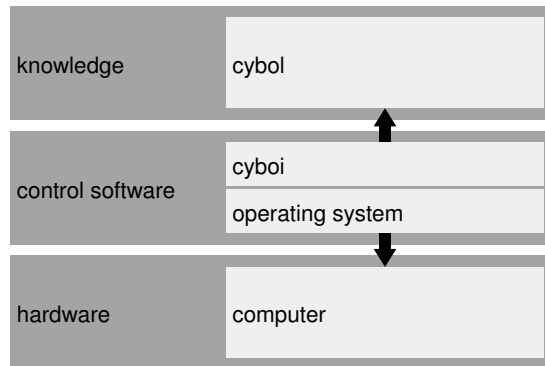 knowledge
cybol
control software
cyboi
operating system
hardware
computer